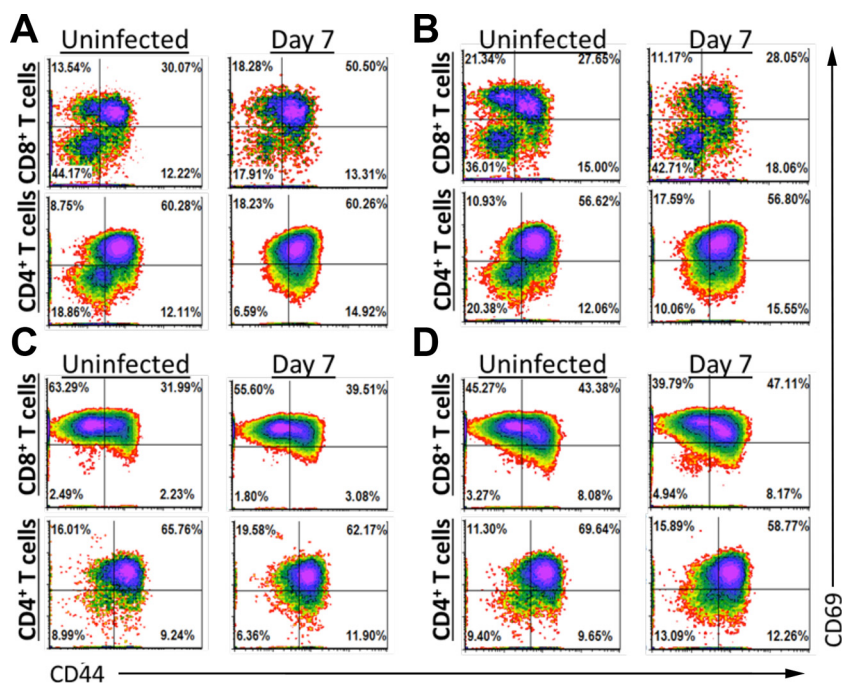 A
Uninfected
Day 7
B
Uninfected
Day 7
CD8+ T cells
13.54% 30.07%
44.17% 12.22%
18.28% 50.50%
17.91% 13.31%
CD8+ T cells
21.34% 27.65%
36.01% 15.00%
11.17% 28.05%
42.71% 18.06%
CD4+ T cells
8.75% 60.28%
18.86% 12.11%
18.23% 60.26%
6.59% 14.92%
CD4+ T cells
10.93% 56.62%
20.38% 12.06%
17.59% 56.80%
10.06% 15.55%
C
Uninfected
Day 7
D
Uninfected
Day 7
CD8+ T cells
63.29% 31.99%
2.49% 2.23%
55.60% 39.51%
1.80% 3.08%
CD8+ T cells
45.27% 43.38%
3.27% 8.08%
39.79% 47.11%
4.94% 8.17%
CD4+ T cells
16.01% 65.76%
8.99% 9.24%
19.58% 62.17%
6.36% 11.90%
CD4+ T cells
11.30% 69.64%
9.40% 9.65%
15.89% 58.77%
13.09% 12.26%
CD44
CD69